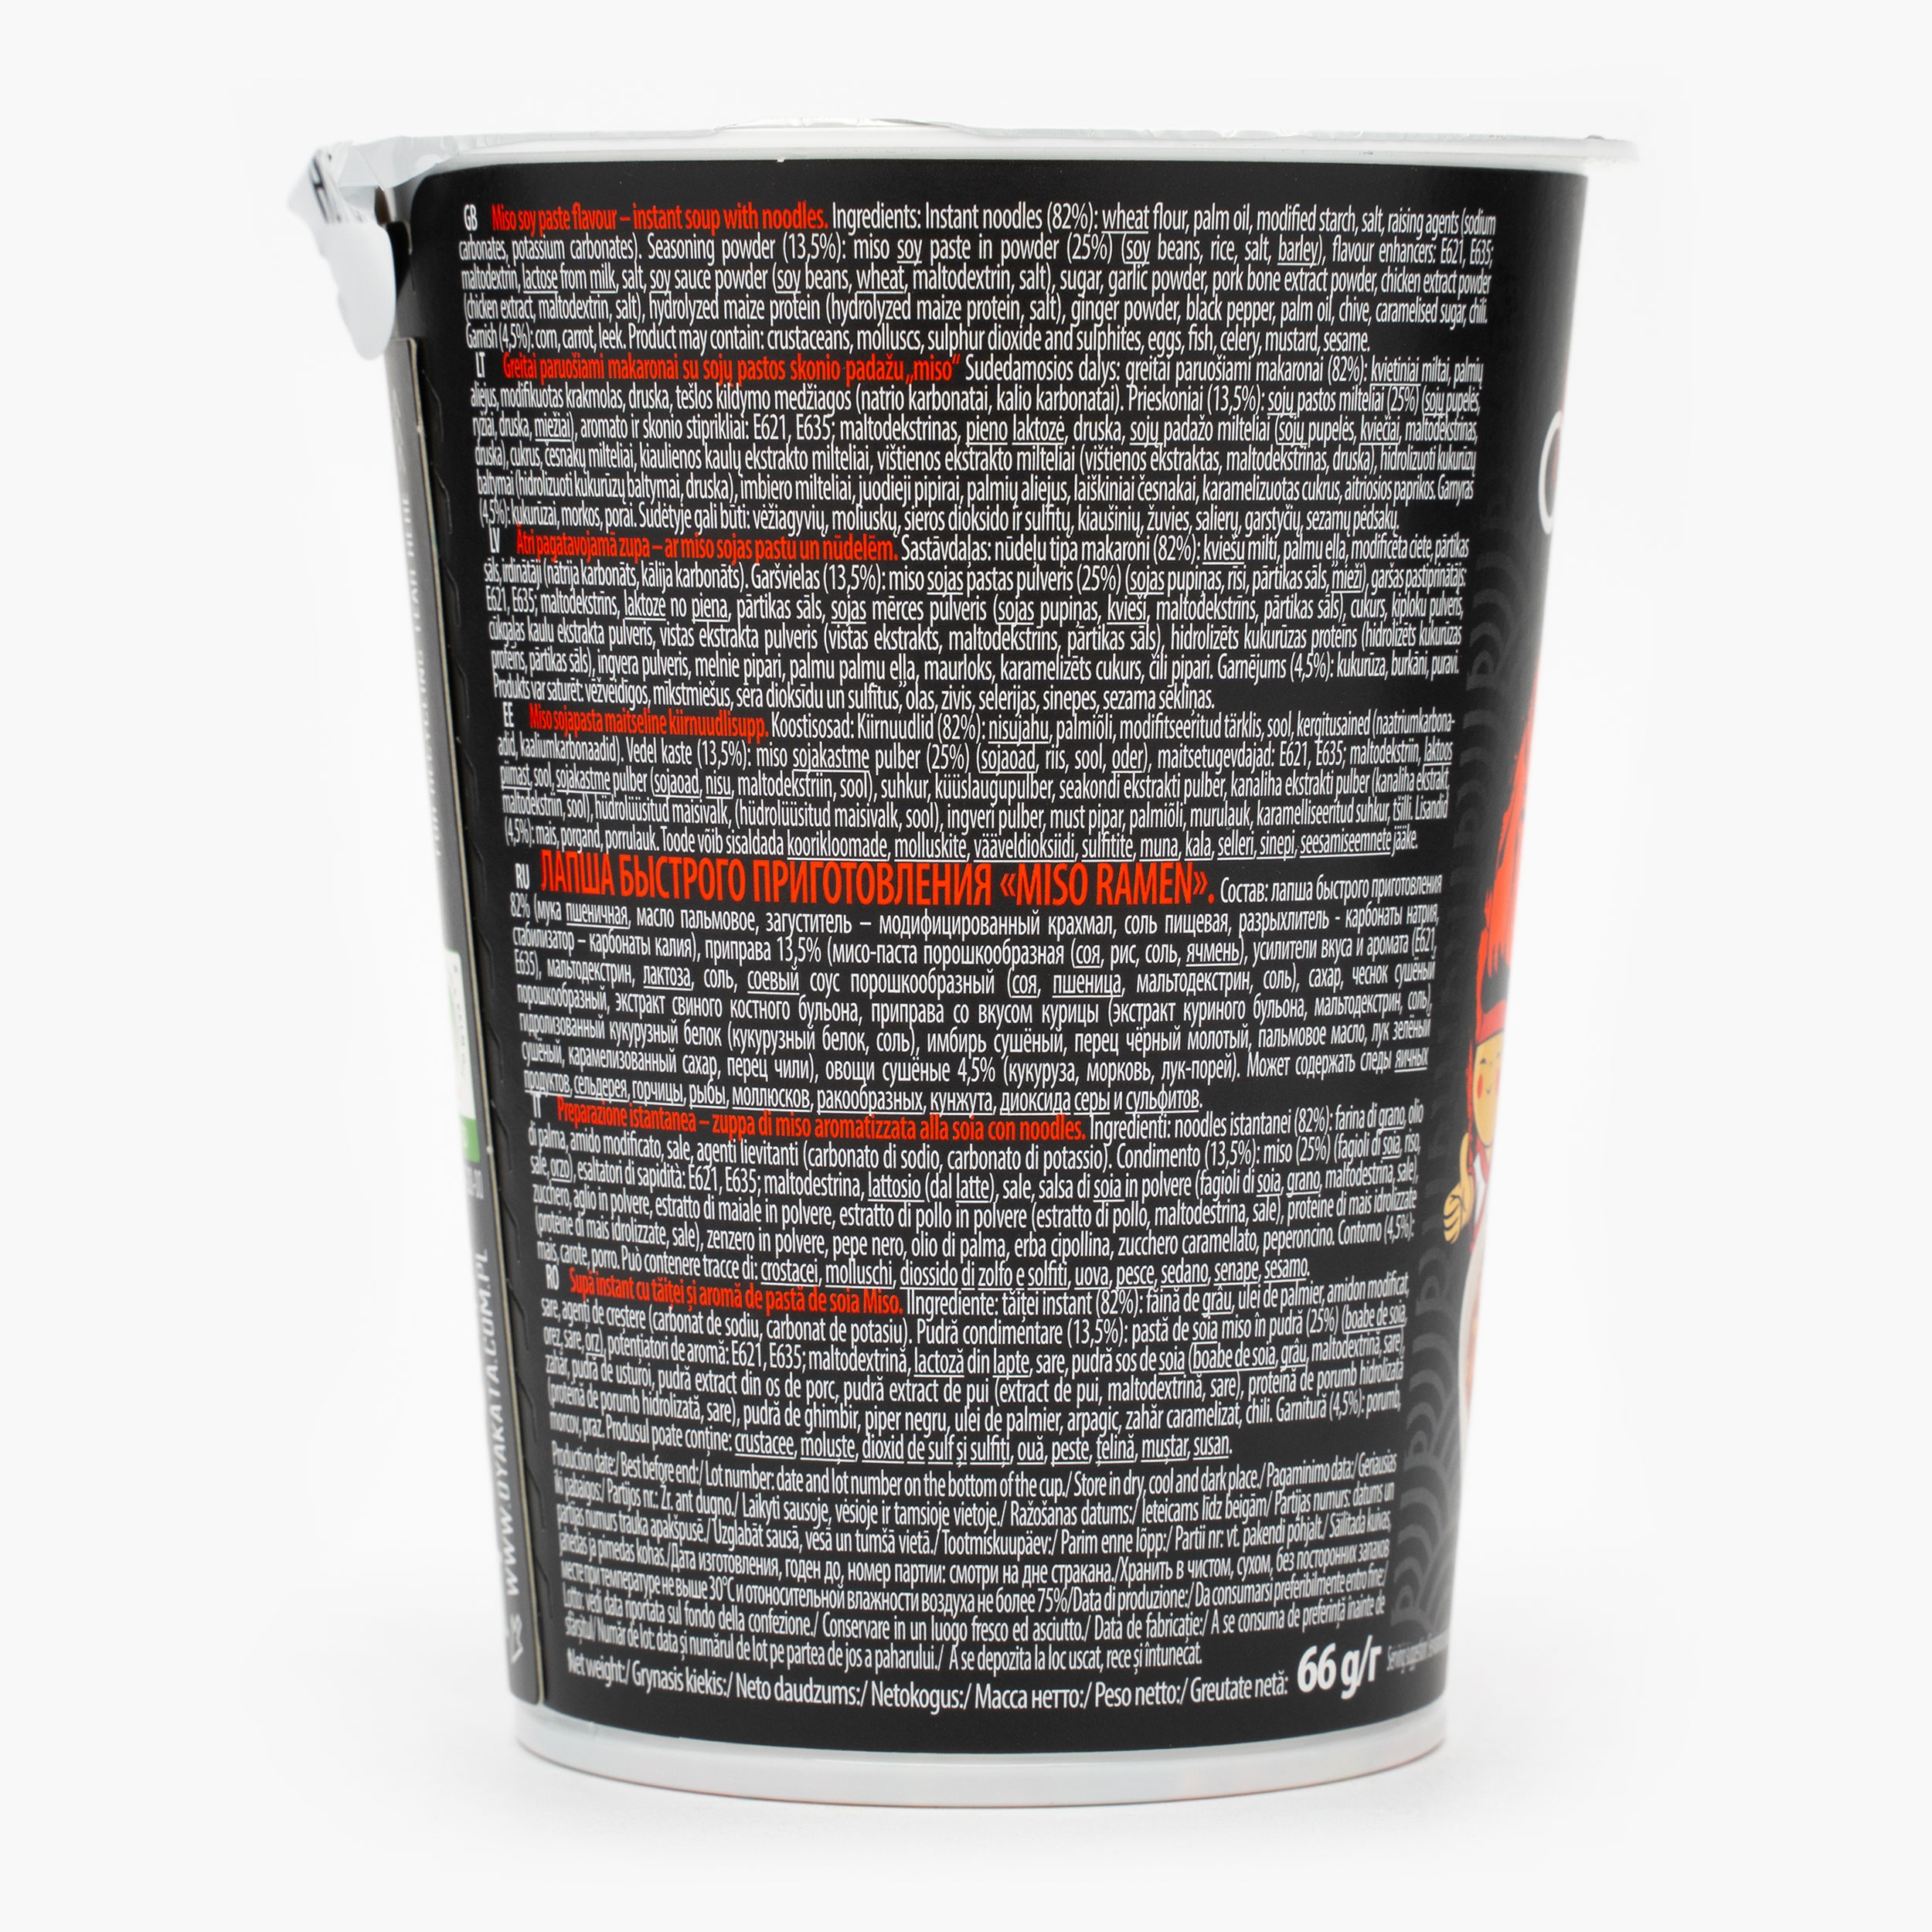 GB Miso soy paste flavour – instant soup with noodles. Ingredients: Instant noodles (82%): wheat flour, palm oil, modified starch, salt, raising agents (sodium
carbonates, potassium carbonates). Seasoning powder (13,5%): miso soy paste in powder (25%) (soy beans, rice, salt, barley), flavour enhancers: E621, E635;
maltodextrin, lactose from milk, salt, soy sauce powder (soy beans, wheat, maltodextrin, salt), sugar, garlic powder, pork bone extract powder, chicken extract powder
(chicken extract, maltodextrin, salt), hydrolyzed maize protein (hydrolyzed maize protein, salt), ginger powder, black pepper, palm oil, chive, caramelised sugar, chili.
Garnish (4,5%): corn, carrot, leek. Product may contain: crustaceans, molluscs, sulphur dioxide and sulphites, eggs, fish, celery, mustard, sesame.
LT Greitai paruošiami makaronai su sojų pastos skonio padažu „miso“ Sudedamosios dalys: greitai paruošiami makaronai (82%): kvietiniai miltai, palmių
aliejus, modifikuotas krakmolas, druska, tešlos kildymo medžiagos (natrio karbonatai, kalio karbonatai). Prieskoniai (13,5%): sojų pastos milteliai (25%) (sojų pupelės,
ryžiai, druska, miežiai), aromato ir skonio stiprikliai: E621, E635; maltodekstrinas, pieno laktozė, druska, sojų padažo milteliai (sojų pupelės, kviečiai, maltodekstrinas,
druska), cukrus, česnakų milteliai, kiaulienos kaulų ekstrakto milteliai, vištienos ekstrakto milteliai (vištienos ekstraktas, maltodekstrinas, druska), hidrolizuoti kukurūzų
baltymai (hidrolizuoti kukurūzų baltymai, druska), imbiero milteliai, juodieji pipirai, palmių aliejus, laiškiniai česnakai, karamelizuotas cukrus, aitriosios paprikos. Garnyras
(4,5%): kukurūzai, morkos, porai. Sudėtyje gali būti: vėžiagyvių, moliuskų, sieros dioksido ir sulfitų, kiaušinių, žuvies, salierų, garstyčių, sezamų pėdsakų.
LV Ātri pagatavojamā zupa – ar miso sojas pastu un nūdelēm. Sastāvdaļas: nūdeļu tipa makaroni (82%): kviešu milti, palmu eļļa, modificēta ciete, pārtikas
sāls, irdinātāji (nātrija karbonāts, kālija karbonāts). Garšvielas (13,5%): miso sojas pastas pulveris (25%) (sojas pupiņas, rīsi, pārtikas sāls, mieži), garšas pastiprinātājs:
E621, E635; maltodekstrīns, laktoze no piena, pārtikas sāls, sojas mērces pulveris (sojas pupiņas, kvieši, maltodekstrīns, pārtikas sāls), cukurs, ķiploku pulveris,
cūkgaļas kaulu ekstrakta pulveris, vistas ekstrakta pulveris (vistas ekstrakts, maltodekstrīns, pārtikas sāls), hidrolizēts kukurūzas proteīns (hidrolizēts kukurūzas
proteīns, pārtikas sāls), ingvera pulveris, melnie pipari, palmu palmu eļļa, maurloks, karamelizēts cukurs, čili pipari. Garnējums (4,5%): kukurūza, burkāni, puravi.
Produkts var saturēt: vēžveidīgos, mīkstmiešus, sēra dioksīdu un sulfītus, olas, zivis, selerijas, sinepes, sezama sēkliņas.
EE Miso sojapasta maitseline kiirnuudlisupp. Koostisosad: Kiirnuudlid (82%): nisujahu, palmiõli, modifitseeritud tärklis, sool, kergitusained (naatriumkarbona-
adid, kaaliumkarbonaadid). Vedel kaste (13,5%): miso sojakastme pulber (25%) (sojaoad, riis, sool, oder), maitsetugevdajad: E621, E635; maltodekstriin, laktoos
piimast, sool, sojakastme pulber (sojaoad, nisu, maltodekstriin, sool), suhkur, küüslaugupulber, seakondi ekstrakti pulber, kanaliha ekstrakti pulber (kanaliha ekstrakt,
maltodekstriin, sool), hüdrolüüsitud maisivalk, (hüdrolüüsitud maisivalk, sool), ingveri pulber, must pipar, palmiõli, murulauk, karamelliseeritud suhkur, tšilli. Lisandid
(4,5%): mais, porgand, porrulauk. Toode võib sisaldada koorikloomade, molluskite, vääveldioksiidi, sulfitite, muna, kala, selleri, sinepi, seesamiseemnete jääke.
RU ЛАПША БЫСТРОГО ПРИГОТОВЛЕНИЯ «MISO RAMEN». Состав: лапша быстрого приготовления
82% (мука пшеничная, масло пальмовое, загуститель – модифицированный крахмал, соль пищевая, разрыхлитель - карбонаты натрия,
стабилизатор – карбонаты калия), приправа 13,5% (мисо-паста порошкообразная (соя, рис, соль, ячмень), усилители вкуса и аромата (E621,
E635), мальтодекстрин, лактоза, соль, соевый соус порошкообразный (соя, пшеница, мальтодекстрин, соль), сахар, чеснок сушёный
порошкообразный, экстракт свиного костного бульона, приправа со вкусом курицы (экстракт куриного бульона, мальтодекстрин, соль),
гидролизованный кукурузный белок (кукурузный белок, соль), имбирь сушёный, перец чёрный молотый, пальмовое масло, лук зелёный
сушёный, карамелизованный сахар, перец чили), овощи сушёные 4,5% (кукуруза, морковь, лук-порей). Может содержать следы яичных
продуктов, сельдерея, горчицы, рыбы, моллюсков, ракообразных, кунжута, диоксида серы и сульфитов.
IT Preparazione istantanea – zuppa di miso aromatizzata alla soia con noodles. Ingredienti: noodles istantanei (82%): farina di grano, olio
di palma, amido modificato, sale, agenti lievitanti (carbonato di sodio, carbonato di potassio). Condimento (13,5%): miso (25%) (fagioli di soia, riso,
sale, orzo), esaltatori di sapidità: E621, E635; maltodestrina, lattosio (dal latte), sale, salsa di soia in polvere (fagioli di soia, grano, maltodestrina, sale),
zucchero, aglio in polvere, estratto di maiale in polvere, estratto di pollo in polvere (estratto di pollo, maltodestrina, sale), proteine di mais idrolizzate
(proteine di mais idrolizzate, sale), zenzero in polvere, pepe nero, olio di palma, erba cipollina, zucchero caramellato, peperoncino. Contorno (4,5%):
mais, carote, porro. Può contenere tracce di: crostacei, molluschi, diossido di zolfo e solfiti, uova, pesce, sedano, senape, sesamo.
RO Supă instant cu tăiței și aromă de pastă de soia Miso. IIngrediente: tăiței instant (82%): făină de grâu, ulei de palmier, amidon modificat,
sare, agenți de creștere (carbonat de sodiu, carbonat de potasiu). Pudră condimentare (13,5%): pastă de soia miso în pudră (25%) (boabe de soia,
orez, sare, orz), potențiatori de aromă: E621, E635; maltodextrină, lactoză din lapte, sare, pudră sos de soia (boabe de soia, grâu, maltodextrină, sare),
zahăr, pudră de usturoi, pudră extract din os de porc, pudră extract de pui (extract de pui, maltodextrină, sare), proteină de porumb hidrolizată
(proteină de porumb hidrolizată, sare), pudră de ghimbir, piper negru, ulei de palmier, arpagic, zahăr caramelizat, chili. Garnitură (4,5%): porumb,
morcov, praz. Produsul poate conține: crustacee, moluște, dioxid de sulf și sulfiți, ouă, pește, țelină, muștar, susan.
Production date:/ Best before end:/ Lot number: date and lot number on the bottom of the cup./ Store in dry, cool and dark place./ Pagaminimo data:/ Geriausias
iki pabaigos:/ Partijos nr.: Žr. ant dugno./ Laikyti sausoje, vėsioje ir tamsioje vietoje./ Ražošanas datums:/ Ieteicams līdz beigām/ Partijas numurs: datums un
partijas numurs trauka apakšpusē./ Uzglabāt sausā, vēsā un tumšā vietā./ Tootmiskuupäev:/ Parim enne lõpp:/ Partii nr. vt. pakendi põhjalt./ Säilitada kuivas,
jahedas ja pimedas kohas./Дата изготовления, годен до, номер партии: смотри на дне стракана./Хранить в чистом, сухом, без посторонних запахов
месте при температуре не выше 30°C и относительной влажности воздуха не более 75%/Data di produzione:/ Da consumarsi preferibilmente entro fine:/
Lotto: vedi data riportata sul fondo della confezione./ Conservare in un luogo fresco ed asciutto./ Data de fabricație:/ A se consuma de preferință înainte de
sfârșitul/ Număr de lot: data și numărul de lot pe partea de jos a paharului./ A se depozita la loc uscat, rece și întunecat.
Net weight:/ Grynasis kiekis:/ Neto daudzums:/ Netokogus:/ Масса нетто:/ Peso netto:/ Greutate netă: 66 g/г
WWW.OYAKATA.COM.PL